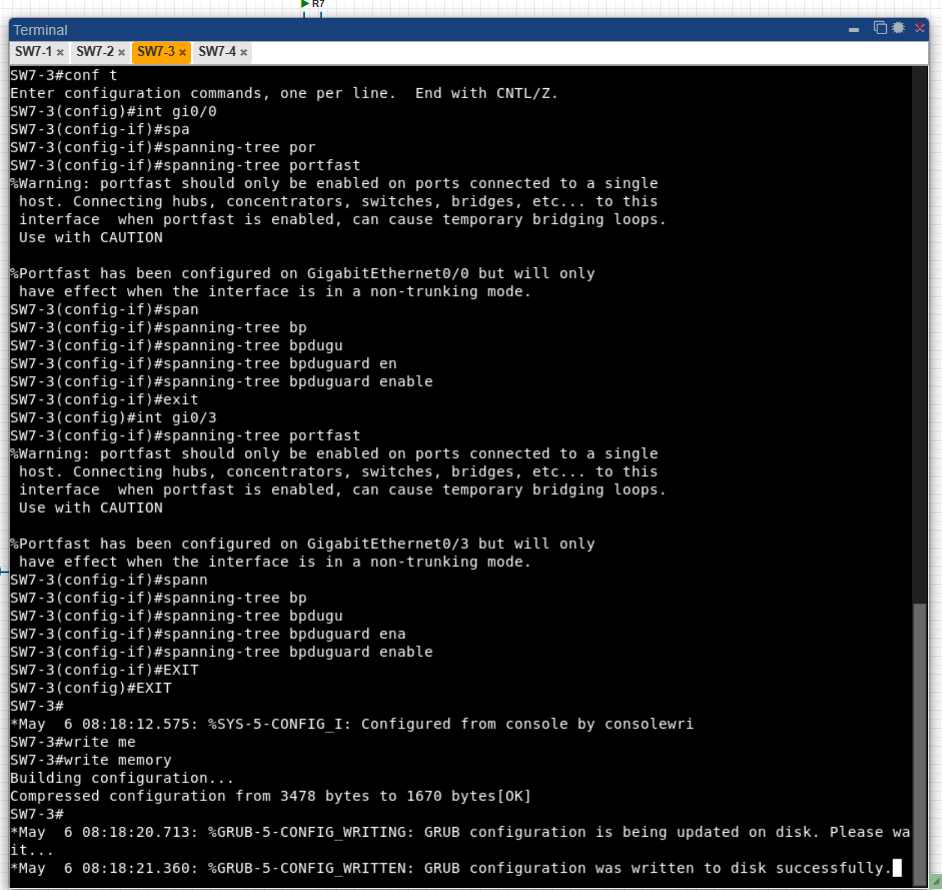 R7
Terminal
SW7-1 × SW7-2 × SW7-3 × SW7-4 ×
SW7-3#conf t
Enter configuration commands, one per line.  End with CNTL/Z.
SW7-3(config)#int gi0/0
SW7-3(config-if)#spa
SW7-3(config-if)#spanning-tree por
SW7-3(config-if)#spanning-tree portfast
%Warning: portfast should only be enabled on ports connected to a single
 host. Connecting hubs, concentrators, switches, bridges, etc... to this
 interface  when portfast is enabled, can cause temporary bridging loops.
 Use with CAUTION

%Portfast has been configured on GigabitEthernet0/0 but will only
 have effect when the interface is in a non-trunking mode.
SW7-3(config-if)#span
SW7-3(config-if)#spanning-tree bp
SW7-3(config-if)#spanning-tree bpdugu
SW7-3(config-if)#spanning-tree bpduguard en
SW7-3(config-if)#spanning-tree bpduguard enable
SW7-3(config-if)#exit
SW7-3(config)#int gi0/3
SW7-3(config-if)#spanning-tree portfast
%Warning: portfast should only be enabled on ports connected to a single
 host. Connecting hubs, concentrators, switches, bridges, etc... to this
 interface  when portfast is enabled, can cause temporary bridging loops.
 Use with CAUTION

%Portfast has been configured on GigabitEthernet0/3 but will only
 have effect when the interface is in a non-trunking mode.
SW7-3(config-if)#spann
SW7-3(config-if)#spanning-tree bp
SW7-3(config-if)#spanning-tree bpdugu
SW7-3(config-if)#spanning-tree bpduguard ena
SW7-3(config-if)#spanning-tree bpduguard enable
SW7-3(config-if)#EXIT
SW7-3(config)#EXIT
SW7-3#
*May  6 08:18:12.575: %SYS-5-CONFIG_I: Configured from console by consolewri
SW7-3#write me
SW7-3#write memory
Building configuration...
Compressed configuration from 3478 bytes to 1670 bytes[OK]
SW7-3#
*May  6 08:18:20.713: %GRUB-5-CONFIG_WRITING: GRUB configuration is being updated on disk. Please wa
it...
*May  6 08:18:21.360: %GRUB-5-CONFIG_WRITTEN: GRUB configuration was written to disk successfully.